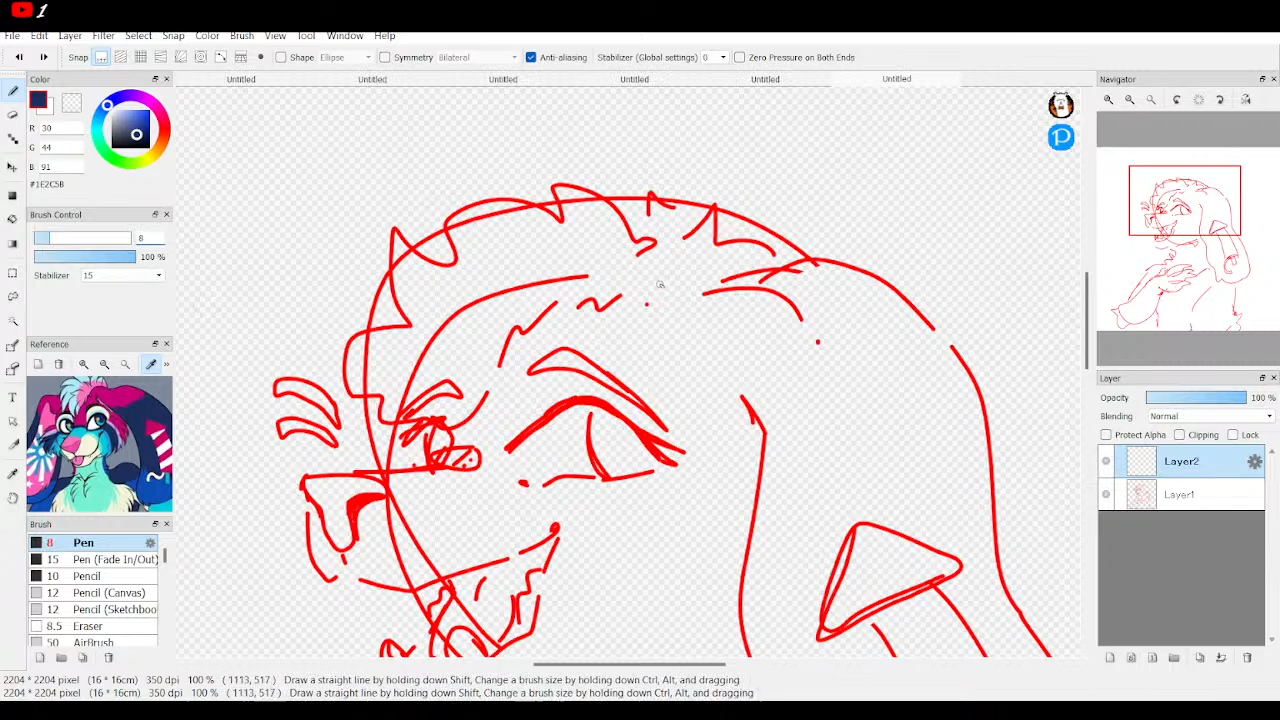 1
File Edit Layer Filter Select Snap Color Brush View Tool Window Help
Snap Shape Ellipse Symmetry Bilateral Anti-aliasing Stabilizer (Global settings) 0 Zero Pressure on Both Ends
Color
Untitled Untitled Untitled Untitled Untitled Untitled
Navigator
R 30
G 44
B 91
#1E2C5B
Brush Control
8
100 %
Stabilizer 15
Reference
Brush
8 Pen
15 Pen (Fade In/Out)
10 Pencil
12 Pencil (Canvas)
12 Pencil (Sketchboo
8.5 Eraser
50 AirBrush
Layer
Opacity 100 %
Blending Normal
Protect Alpha Clipping Lock
Layer2
Layer1
2204 * 2204 pixel (16 * 16cm) 350 dpi 100 % ( 1113, 517 ) Draw a straight line by holding down Shift, Change a brush size by holding down Ctrl, Alt, and dragging
2204 * 2204 pixel (16 * 16cm) 350 dpi 100 % ( 1113, 517 ) Draw a straight line by holding down Shift, Change a brush size by holding down Ctrl, Alt, and dragging